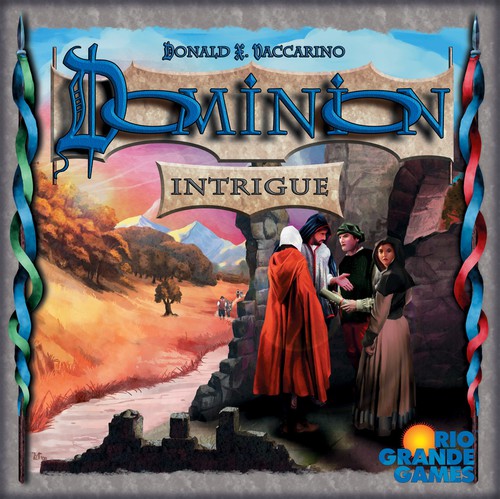 Donald X. Vaccarino
Dominion
INTRIGUE
RIO
GRANDE
GAMES